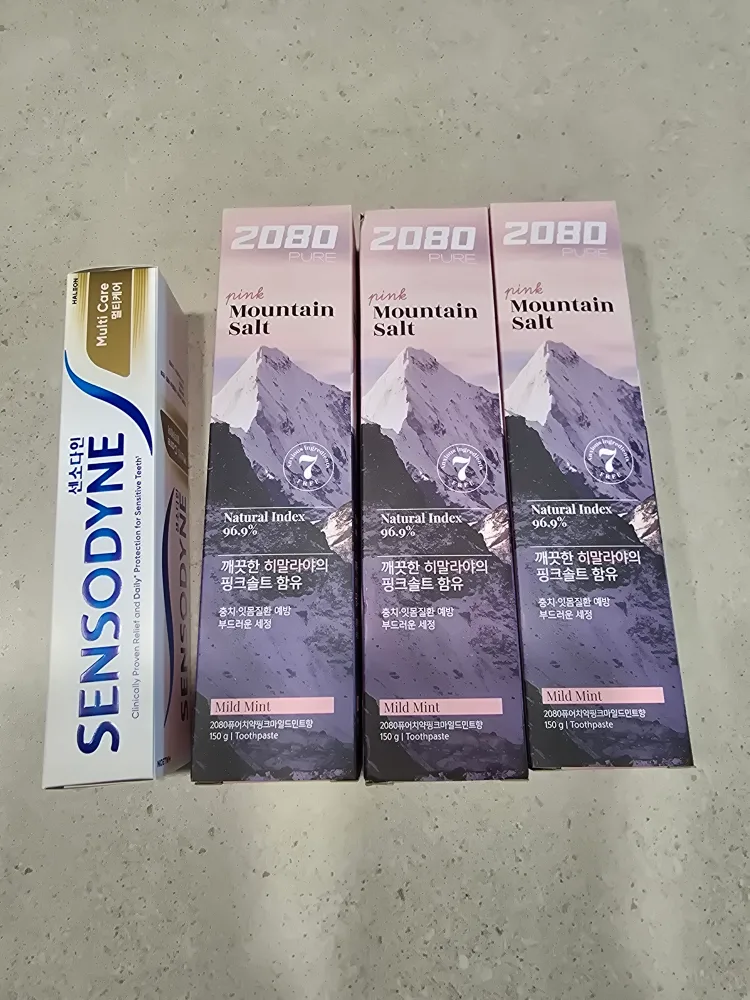 HALEON
Multi Care
멀티케어
센소다인
SENSODYNE
Clinically Proven Relief and Daily* Protection for Sensitive Teeth¹
2080
PURE
pink
Mountain
Salt
Anxious Ingredients
7
FREE
Natural Index
96.9%
깨끗한 히말라야의
핑크솔트 함유
충치·잇몸질환 예방
부드러운 세정
Mild Mint
2080퓨어치약핑크마일드민트향
150 g | Toothpaste
2080
PURE
pink
Mountain
Salt
Anxious Ingredients
7
FREE
Natural Index
96.9%
깨끗한 히말라야의
핑크솔트 함유
충치·잇몸질환 예방
부드러운 세정
Mild Mint
2080퓨어치약핑크마일드민트향
150 g | Toothpaste
2080
PURE
pink
Mountain
Salt
Anxious Ingredients
7
FREE
Natural Index
96.9%
깨끗한 히말라야의
핑크솔트 함유
충치·잇몸질환 예방
부드러운 세정
Mild Mint
2080퓨어치약핑크마일드민트향
150 g | Toothpaste